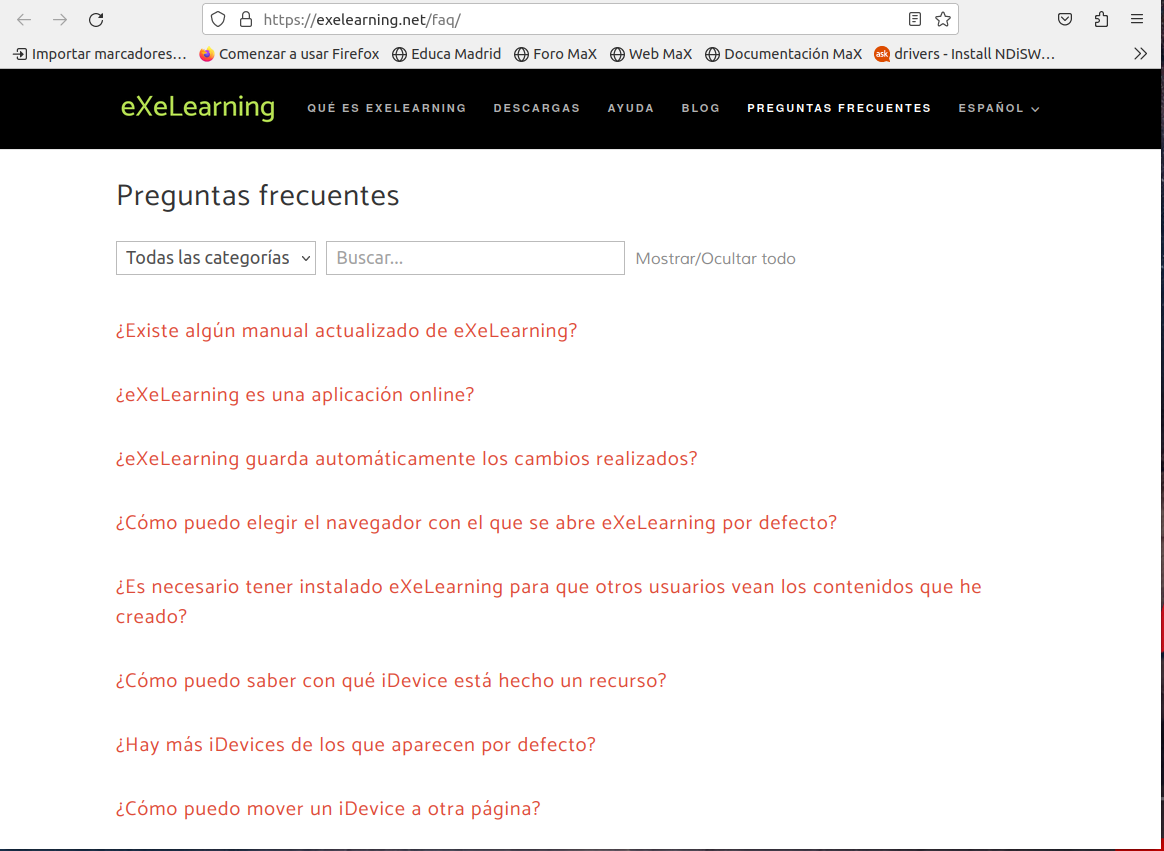 https://exelearning.net/faq/
Importar marcadores... Comenzar a usar Firefox Educa Madrid Foro MaX Web MaX Documentación MaX ask drivers - Install NDiSW...
eXeLearning QUÉ ES EXELEARNING DESCARGAS AYUDA BLOG PREGUNTAS FRECUENTES ESPAÑOL
Preguntas frecuentes
Todas las categorías Buscar... Mostrar/Ocultar todo
¿Existe algún manual actualizado de eXeLearning?
¿eXeLearning es una aplicación online?
¿eXeLearning guarda automáticamente los cambios realizados?
¿Cómo puedo elegir el navegador con el que se abre eXeLearning por defecto?
¿Es necesario tener instalado eXeLearning para que otros usuarios vean los contenidos que he
creado?
¿Cómo puedo saber con qué iDevice está hecho un recurso?
¿Hay más iDevices de los que aparecen por defecto?
¿Cómo puedo mover un iDevice a otra página?